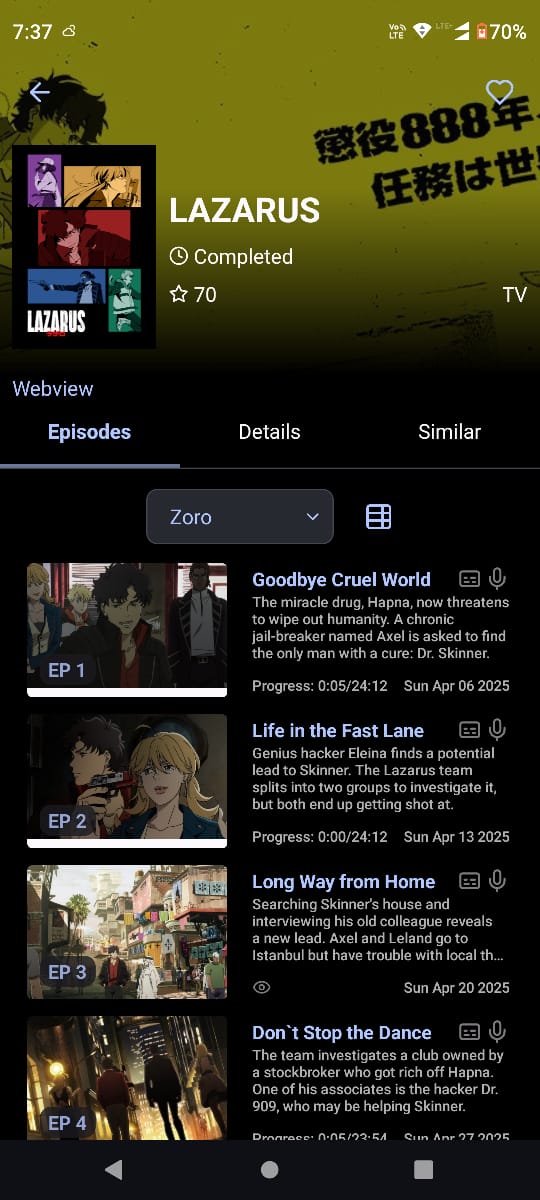 7:37
Vo LTE
LTE+
70%
懲役888年、
任務は世
LAZARUS
Completed
70
TV
LAZARUS
Webview
Episodes
Details
Similar
Zoro
EP 1
Goodbye Cruel World
The miracle drug, Hapna, now threatens
to wipe out humanity. A chronic
jail-breaker named Axel is asked to find
the only man with a cure: Dr. Skinner.
Progress: 0:05/24:12
Sun Apr 06 2025
EP 2
Life in the Fast Lane
Genius hacker Eleina finds a potential
lead to Skinner. The Lazarus team
splits into two groups to investigate it,
but both end up getting shot at.
Progress: 0:00/24:12
Sun Apr 13 2025
EP 3
Long Way from Home
Searching Skinner's house and
interviewing his old colleague reveals
a new lead. Axel and Leland go to
Istanbul but have trouble with local th…
Sun Apr 20 2025
EP 4
Don`t Stop the Dance
The team investigates a club owned by
a stockbroker who got rich off Hapna.
One of his associates is the hacker Dr.
909, who may be helping Skinner.
Progress: 0:05/23:54
Sun Apr 27 2025